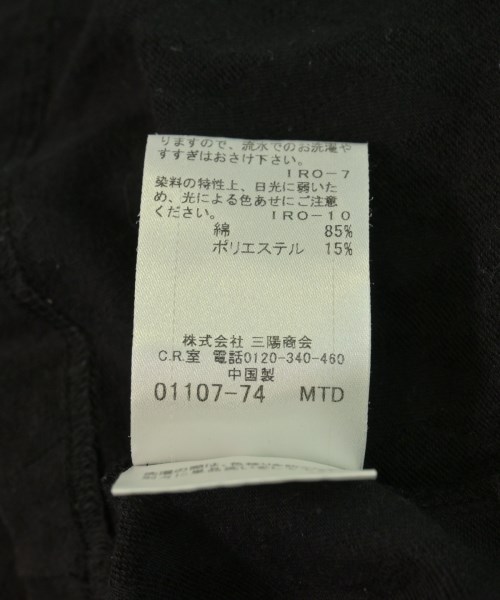 りますので、流水でのお洗濯や
すすぎはおさけ下さい。
IRO-7
染料の特性上、日光に弱いた
め、光による色あせにご注意
ください。 IRO-10
綿 85%
ポリエステル 15%
株式会社 三陽商会
C.R.室 電話0120-340-460
中国製
01107-74 MTD